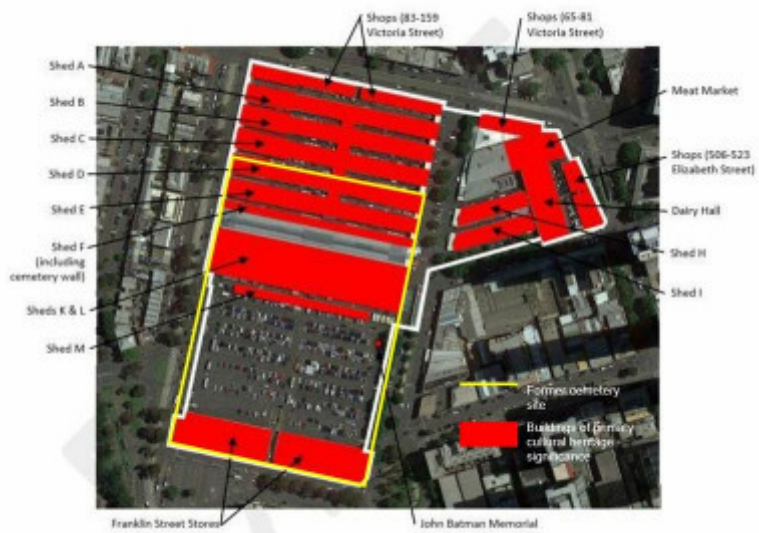 Shops (83-159
Victoria Street)
Shops (65-81
Victoria Street)
Shed A
Shed B
Shed C
Shed D
Shed E
Shed F
(including
cemetery wall)
Sheds K & L
Shed M
Meat Market
Shops (506-523
Elizabeth Street)
Dairy Hall
Shed H
Shed I
Former cemetery
site
Buildings of primary
cultural heritage
significance
Franklin Street Stores
John Batman Memorial